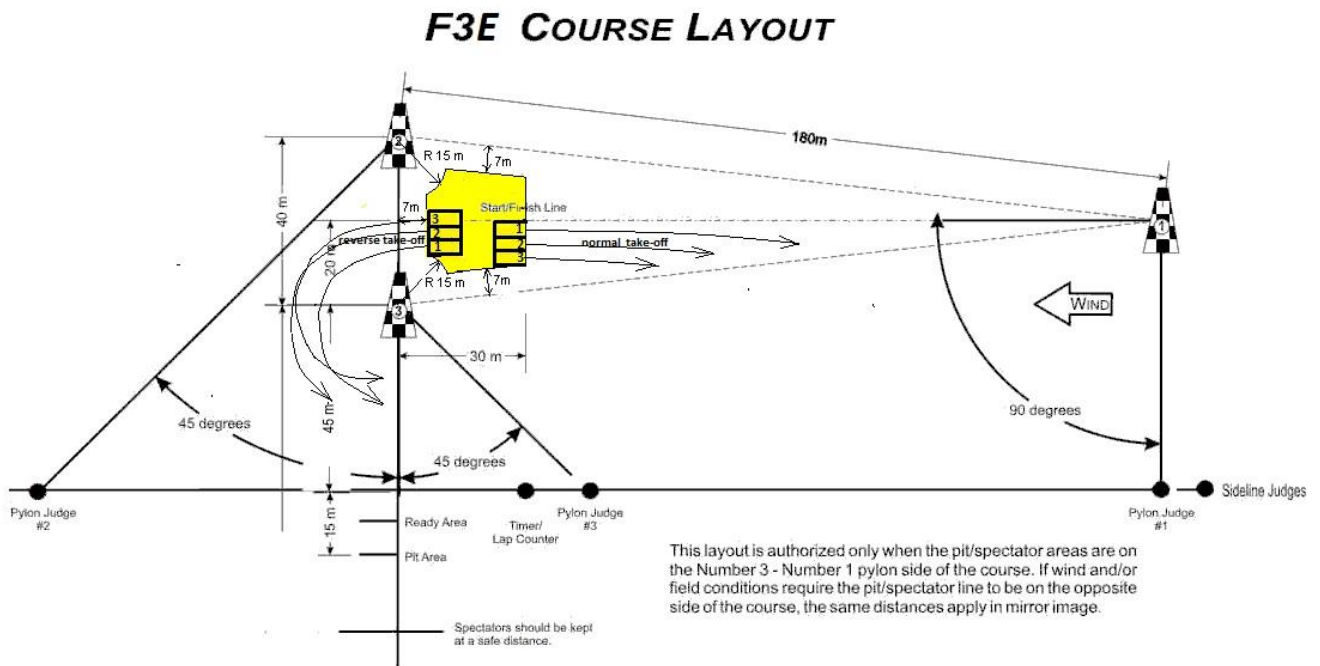 F3E COURSE LAYOUT
180m
2
R 15 m
7m
40 m
7m
Start/Finish Line
1
3
1
2
reverse take-off
2
normal take-off
1
3
20 m
R 15 m
7m
WIND
3
30 m
45 degrees
45 m
90 degrees
45 degrees
Sideline Judges
Pylon Judge
#2
15 m
Ready Area
Timer/
Lap Counter
Pylon Judge
#3
Pylon Judge
#1
Pit Area
This layout is authorized only when the pit/spectator areas are on
the Number 3 - Number 1 pylon side of the course. If wind and/or
field conditions require the pit/spectator line to be on the opposite
side of the course, the same distances apply in mirror image.
Spectators should be kept
at a safe distance.